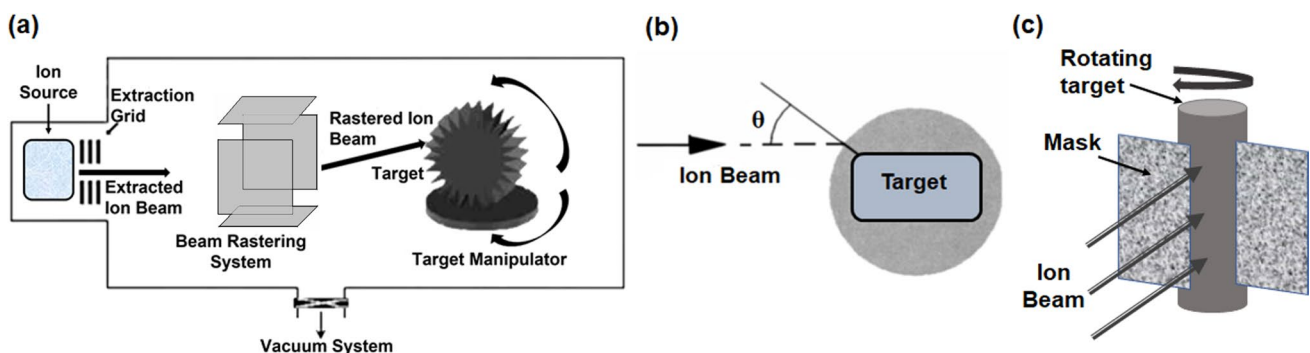 (a)
Ion
Source
Extraction
Grid
Extracted
Ion Beam
Beam Rastering
System
Rastered Ion
Beam
Target
Target Manipulator
Vacuum System
(b)
θ
Ion Beam
Target
(c)
Rotating
target
Mask
Ion
Beam